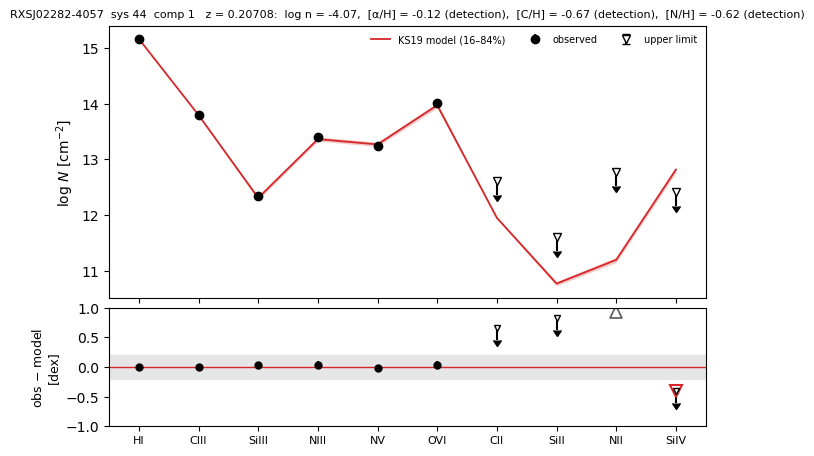 RXSJ02282-4057  sys 44  comp 1   z = 0.20708:  log n = -4.07,  [α/H] = -0.12 (detection),  [C/H] = -0.67 (detection),  [N/H] = -0.62 (detection)
KS19 model (16–84%)
observed
upper limit
log N [cm⁻²]
15
14
13
12
11
obs − model
[dex]
1.0
0.5
0.0
−0.5
−1.0
HI
CIII
SiIII
NIII
NV
OVI
CII
SiII
NII
SiIV